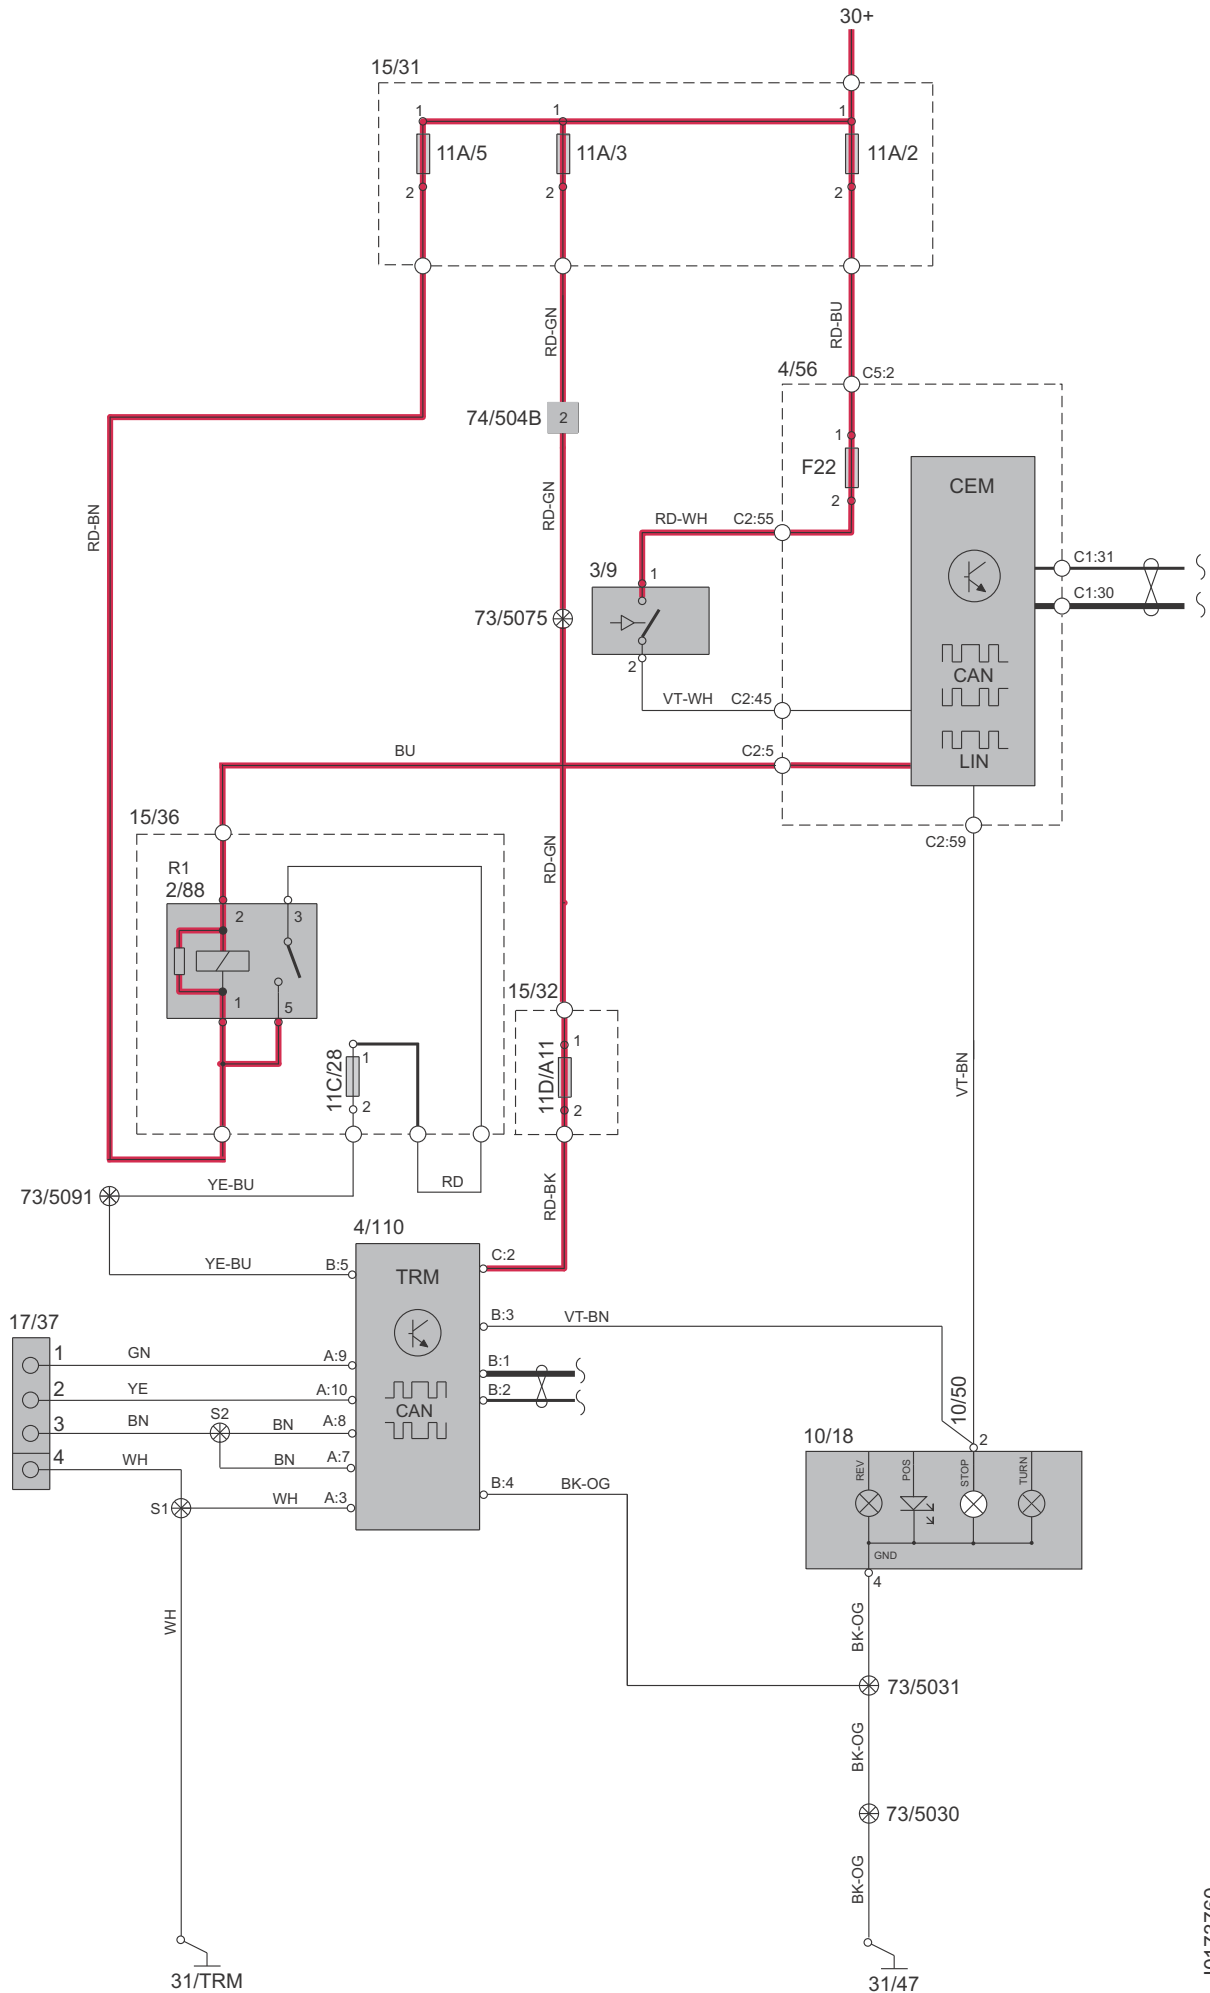 30+
15/31
1
1
1
11A/5
11A/3
11A/2
2
2
2
RD-GN
RD-BU
4/56
C5:2
74/504B
2
1
F22
CEM
2
RD-BN
RD-GN
RD-WH
C2:55
C1:31
3/9
1
C1:30
73/5075
2
CAN
VT-WH
C2:45
BU
C2:5
LIN
15/36
C2:59
RD-GN
R1
2/88
2
3
15/32
1
5
11C/28
1
2
11D/A11
1
2
VT-BN
73/5091
YE-BU
RD
RD-BK
4/110
YE-BU
B:5
C:2
TRM
B:3
VT-BN
17/37
1
GN
A:9
B:1
2
YE
A:10
B:2
CAN
10/50
3
BN
S2
BN
A:8
10/18
2
4
WH
BN
A:7
REV
POS
STOP
TURN
B:4
BK-OG
S1
WH
A:3
GND
4
WH
BK-OG
73/5031
BK-OG
73/5030
BK-OG
31/TRM
31/47